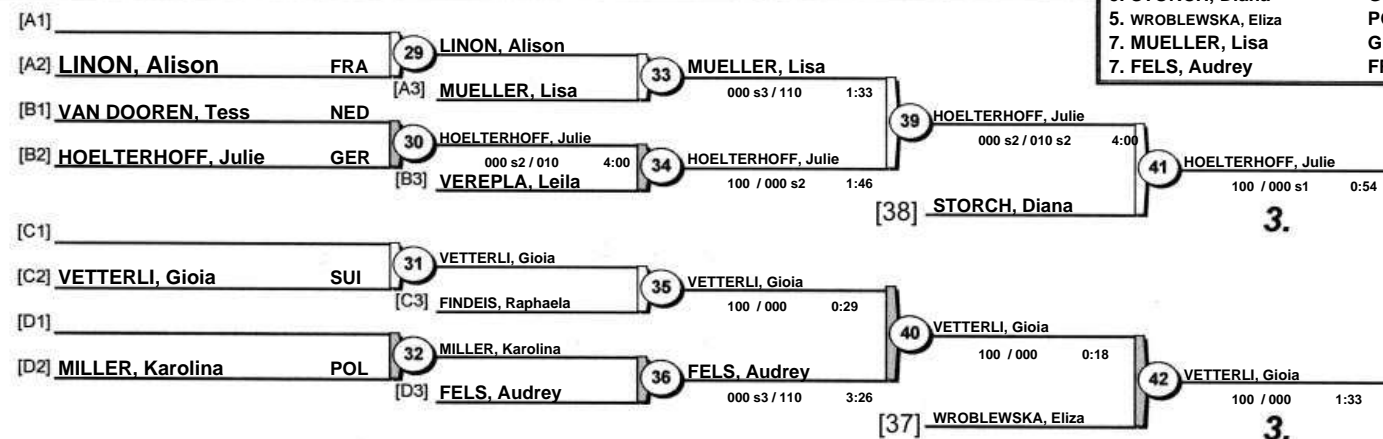 5. WROBLEWSKA, Eliza
7. MUELLER, Lisa G
7. FELS, Audrey
[A1]
[A2] LINON, Alison FRA
29 LINON, Alison
[A3] MUELLER, Lisa
33 MUELLER, Lisa
000 s3 / 110 1:33
[B1] VAN DOOREN, Tess NED
[B2] HOELTERHOFF, Julie GER
30 HOELTERHOFF, Julie
000 s2 / 010 4:00
[B3] VEREPLA, Leila
34 HOELTERHOFF, Julie
100 / 000 s2 1:46
39 HOELTERHOFF, Julie
000 s2 / 010 s2 4:00
[38] STORCH, Diana
41 HOELTERHOFF, Julie
100 / 000 s1 0:54
3.
[C1]
[C2] VETTERLI, Gioia SUI
31 VETTERLI, Gioia
[C3] FINDEIS, Raphaela
35 VETTERLI, Gioia
100 / 000 0:29
[D1]
[D2] MILLER, Karolina POL
32 MILLER, Karolina
[D3] FELS, Audrey
36 FELS, Audrey
000 s3 / 110 3:26
40 VETTERLI, Gioia
100 / 000 0:18
[37] WROBLEWSKA, Eliza
42 VETTERLI, Gioia
100 / 000 1:33
3.